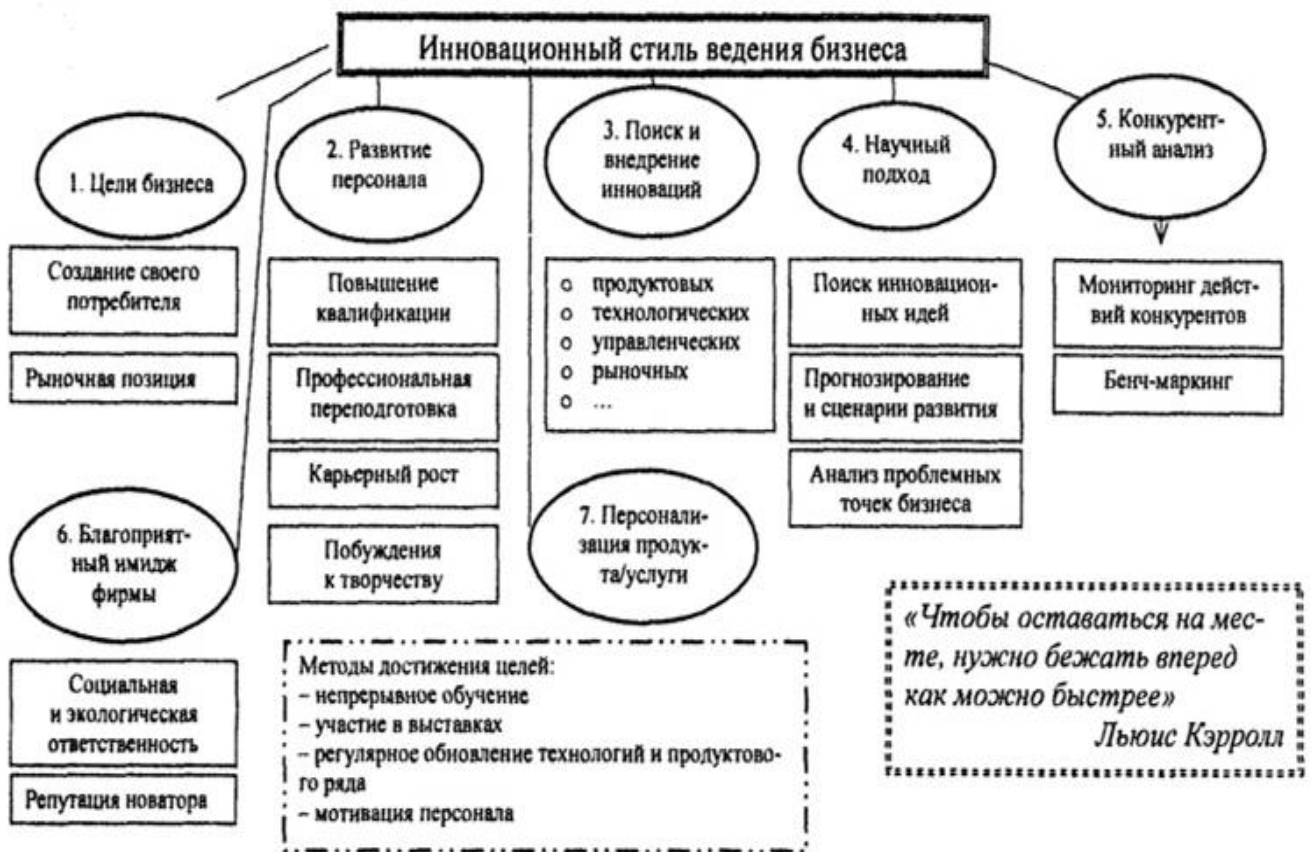 Инновационный стиль ведения бизнеса
1. Цели бизнеса
Создание своего
потребителя
Рыночная позиция
2. Развитие
персонала
Повышение
квалификации
Профессиональная
переподготовка
Карьерный рост
Побуждения
к творчеству
3. Поиск и
внедрение
инноваций
о продуктовых
о технологических
о управленческих
о рыночных
о ...
4. Научный
подход
Поиск инновацион-
ных идей
Прогнозирование
и сценарии развития
Анализ проблемных
точек бизнеса
5. Конкурент-
ный анализ
Мониторинг дейст-
вий конкурентов
Бенч-маркинг
6. Благоприят-
ный имидж
фирмы
Социальная
и экологическая
ответственность
Репутация новатора
7. Персонали-
зация продук-
та/услуги
Методы достижения целей:
– непрерывное обучение
– участие в выставках
– регулярное обновление технологий и продуктово-
го ряда
– мотивация персонала
«Чтобы оставаться на мес-
те, нужно бежать вперед
как можно быстрее»
Льюис Кэрролл